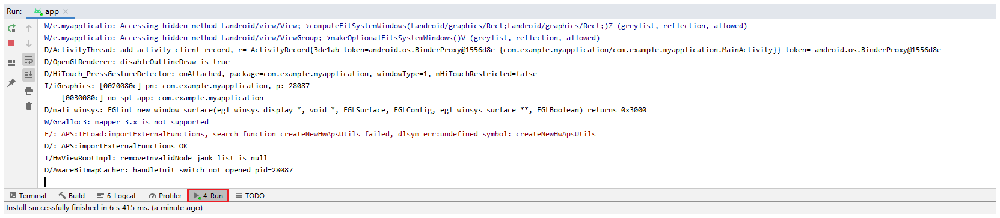 Run: app
W/e.myapplicatio: Accessing hidden method Landroid/view/View;->computeFitSystemWindows(Landroid/graphics/Rect;Landroid/graphics/Rect;)Z (greylist, reflection, allowed)
W/e.myapplicatio: Accessing hidden method Landroid/view/ViewGroup;->makeOptionalFitsSystemWindows()V (greylist, reflection, allowed)
D/ActivityThread: add activity client record, r= ActivityRecord{3de1ab token=android.os.BinderProxy@1556d8e {com.example.myapplication/com.example.myapplication.MainActivity}} token= android.os.BinderProxy@1556d8e
D/OpenGLRenderer: disableOutlineDraw is true
D/HiTouch_PressGestureDetector: onAttached, package=com.example.myapplication, windowType=1, mHiTouchRestricted=false
I/iGraphics: [0020080c] pn: com.example.myapplication, p: 28087
[0030080c] no spt app: com.example.myapplication
D/mali_winsys: EGLint new_window_surface(egl_winsys_display *, void *, EGLSurface, EGLConfig, egl_winsys_surface **, EGLBoolean) returns 0x3000
W/Gralloc3: mapper 3.x is not supported
E/: APS:IFLoad:importExternalFunctions, search function createNewHwApsUtils failed, dlsym err:undefined symbol: createNewHwApsUtils
D/: APS:importExternalFunctions OK
I/HwViewRootImpl: removeInvalidNode jank list is null
D/AwareBitmapCacher: handleInit switch not opened pid=28087
Terminal Build 6: Logcat Profiler 4: Run TODO
Install successfully finished in 6 s 415 ms. (a minute ago)